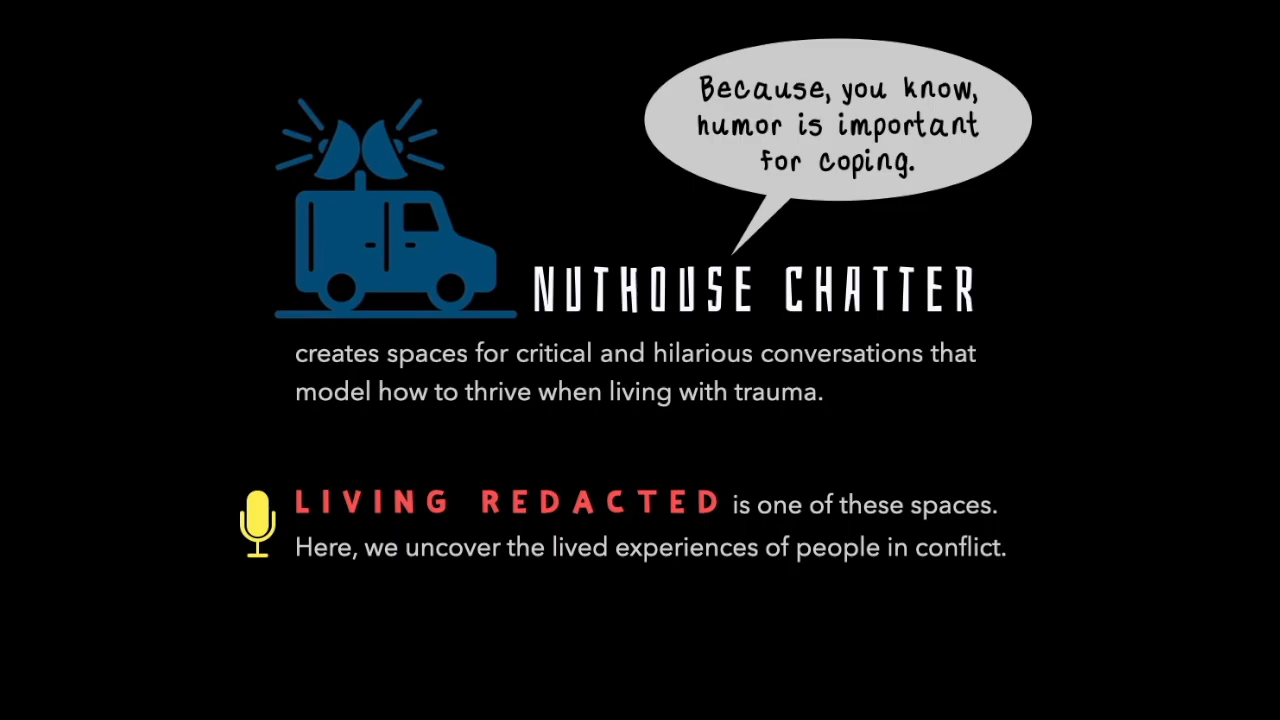 Because, you know,
humor is important
for coping.
NUTHOUSE CHATTER
creates spaces for critical and hilarious conversations that
model how to thrive when living with trauma.
LIVING REDACTED is one of these spaces.
Here, we uncover the lived experiences of people in conflict.